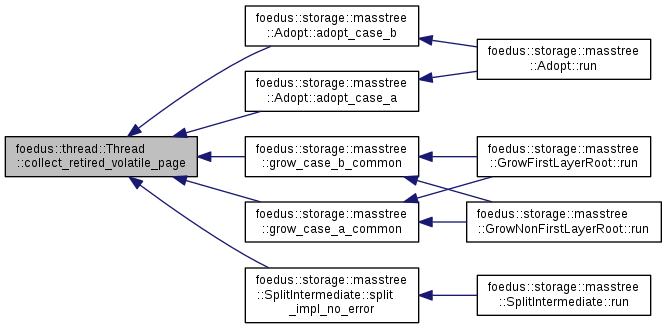 foedus::thread::Thread
::collect_retired_volatile_page
foedus::storage::masstree
::Adopt::adopt_case_b
foedus::storage::masstree
::Adopt::adopt_case_a
foedus::storage::masstree
::grow_case_b_common
foedus::storage::masstree
::grow_case_a_common
foedus::storage::masstree
::SplitIntermediate::split
_impl_no_error
foedus::storage::masstree
::Adopt::run
foedus::storage::masstree
::GrowFirstLayerRoot::run
foedus::storage::masstree
::GrowNonFirstLayerRoot::run
foedus::storage::masstree
::SplitIntermediate::run